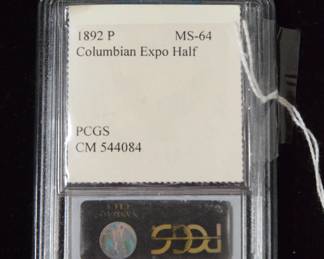 1892 P MS-64
Columbian Expo Half
PCGS
CM 544084
PCGS